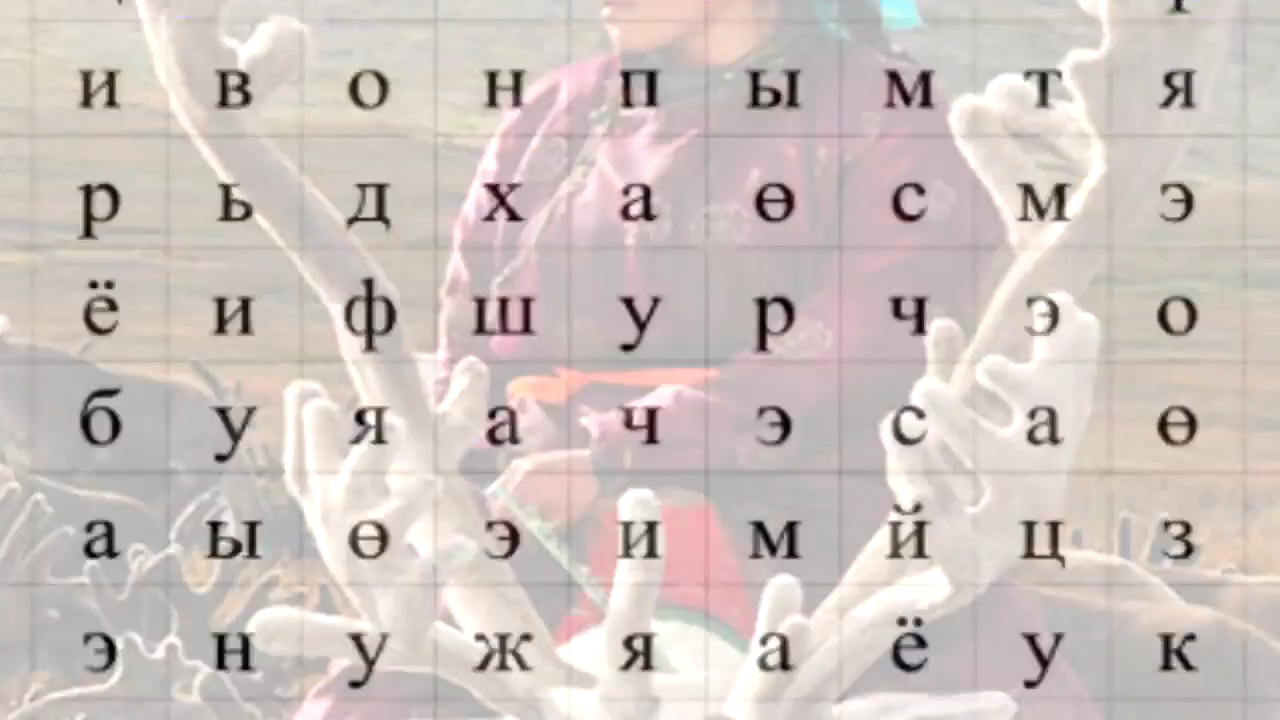 и в о н п ы м т я
р ь д х а ө с м э
ё и ф ш у р ч э о
б у я а ч э с а ө
а ы ө э и м й ц з
э н у ж я а ё у к